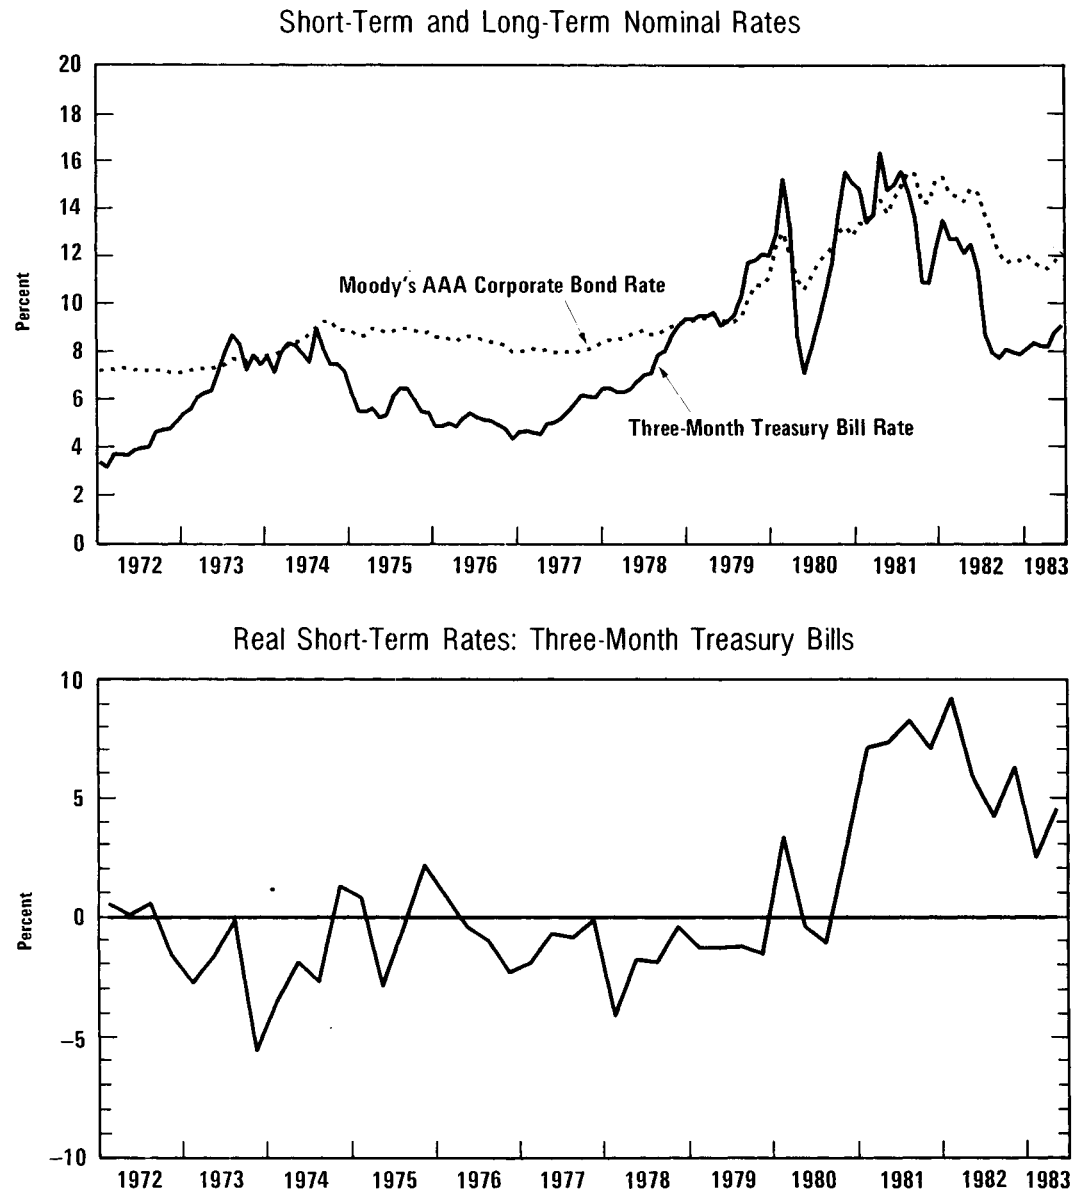 Short-Term and Long-Term Nominal Rates
20
18
16
14
12
10
8
6
4
2
0
Percent
Moody's AAA Corporate Bond Rate
Three-Month Treasury Bill Rate
1972 1973 1974 1975 1976 1977 1978 1979 1980 1981 1982 1983
Real Short-Term Rates: Three-Month Treasury Bills
10
5
0
−5
−10
Percent
1972 1973 1974 1975 1976 1977 1978 1979 1980 1981 1982 1983